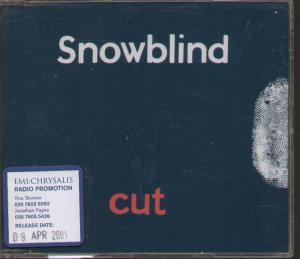 Snowblind
cut
EMI:CHRYSALIS
RADIO PROMOTION
Tina Skinner
020 7605 5092
Jonathan Payne
020 7605 5426
RELEASE DATE:
09 APR 2001